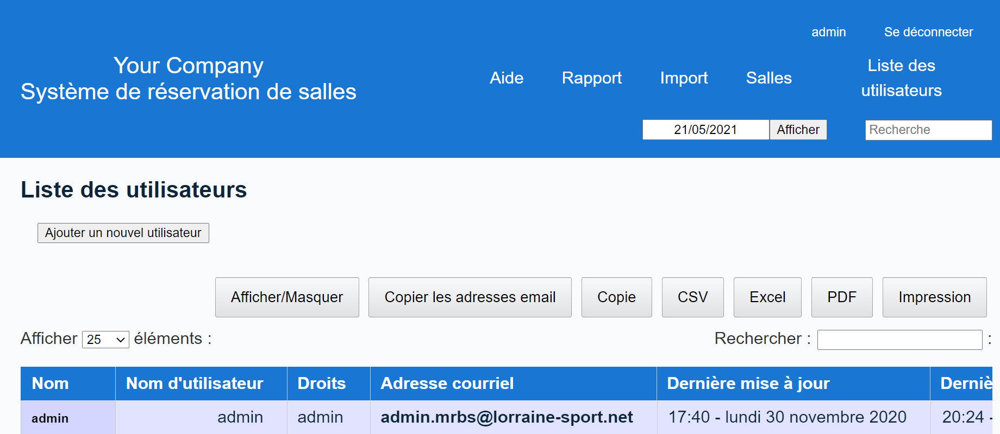 admin Se déconnecter
Your Company
Système de réservation de salles
Aide Rapport Import Salles Liste des
utilisateurs
21/05/2021 Afficher Recherche
Liste des utilisateurs
Ajouter un nouvel utilisateur
Afficher/Masquer Copier les adresses email Copie CSV Excel PDF Impression
Afficher 25 éléments : Rechercher : :
Nom Nom d'utilisateur Droits Adresse courriel Dernière mise à jour Derniè
admin admin admin admin.mrbs@lorraine-sport.net 17:40 - lundi 30 novembre 2020 20:24 -